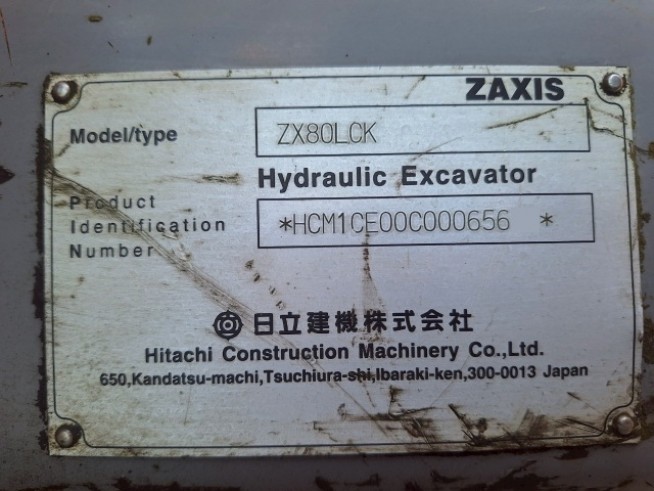 ZAXIS
Model/type ZX80LCK
Hydraulic Excavator
Product
Identification
Number
*HCM1CE00C000656 *
日立建機株式会社
Hitachi Construction Machinery Co.,Ltd.
650,Kandatsu-machi,Tsuchiura-shi,Ibaraki-ken,300-0013 Japan